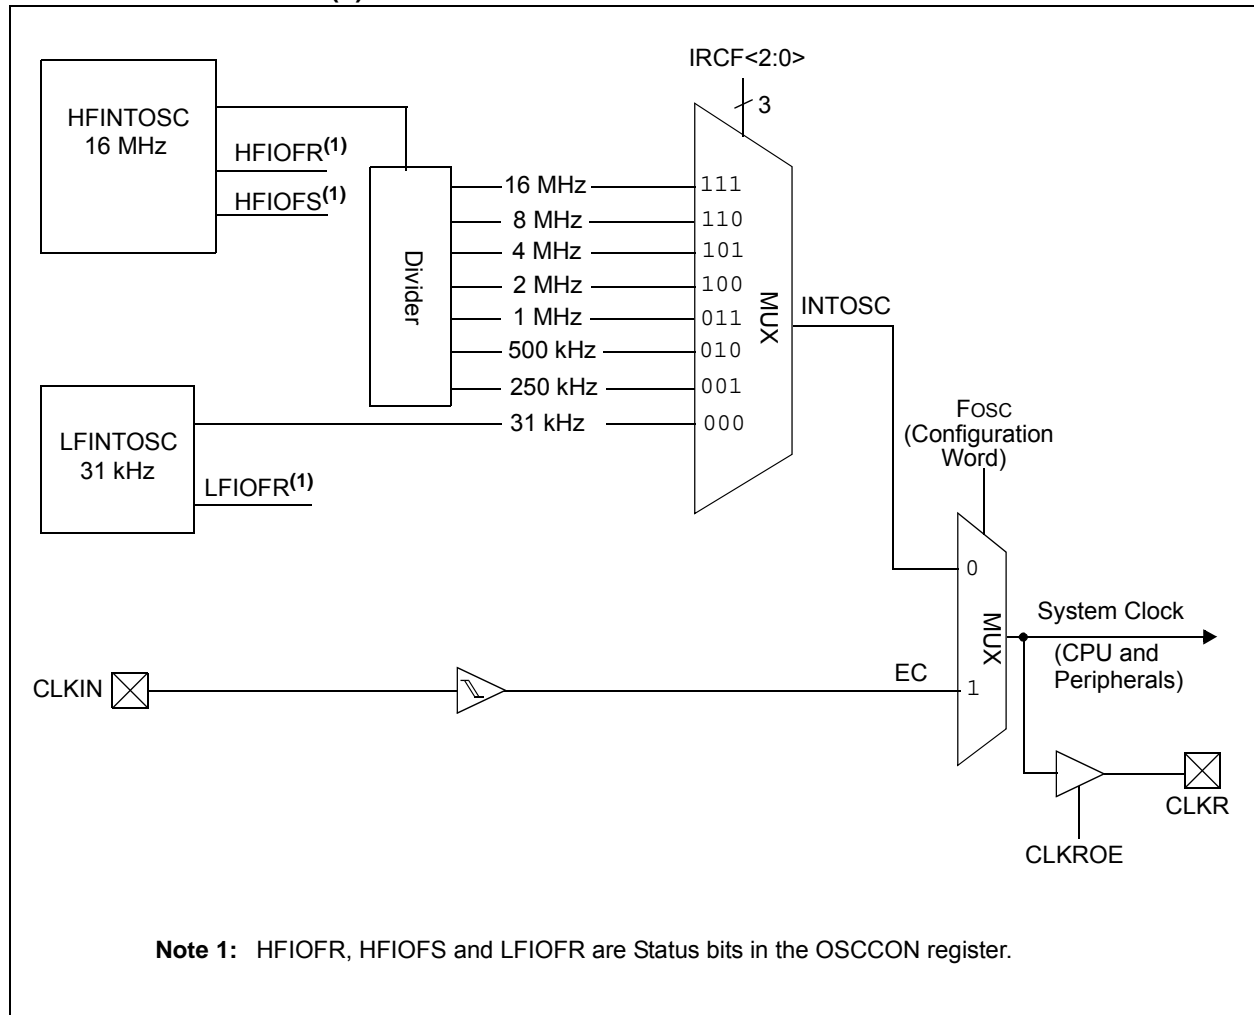 IRCF<2:0>
3
HFINTOSC
16 MHz
HFIOFR(1)
HFIOFS(1)
Divider
16 MHz
8 MHz
4 MHz
2 MHz
1 MHz
500 kHz
250 kHz
31 kHz
111
110
101
100
011
010
001
000
MUX
INTOSC
LFINTOSC
31 kHz
LFIOFR(1)
FOSC
(Configuration
Word)
0
1
MUX
System Clock
(CPU and
Peripherals)
CLKIN
EC
CLKR
CLKROE
Note 1: HFIOFR, HFIOFS and LFIOFR are Status bits in the OSCCON register.